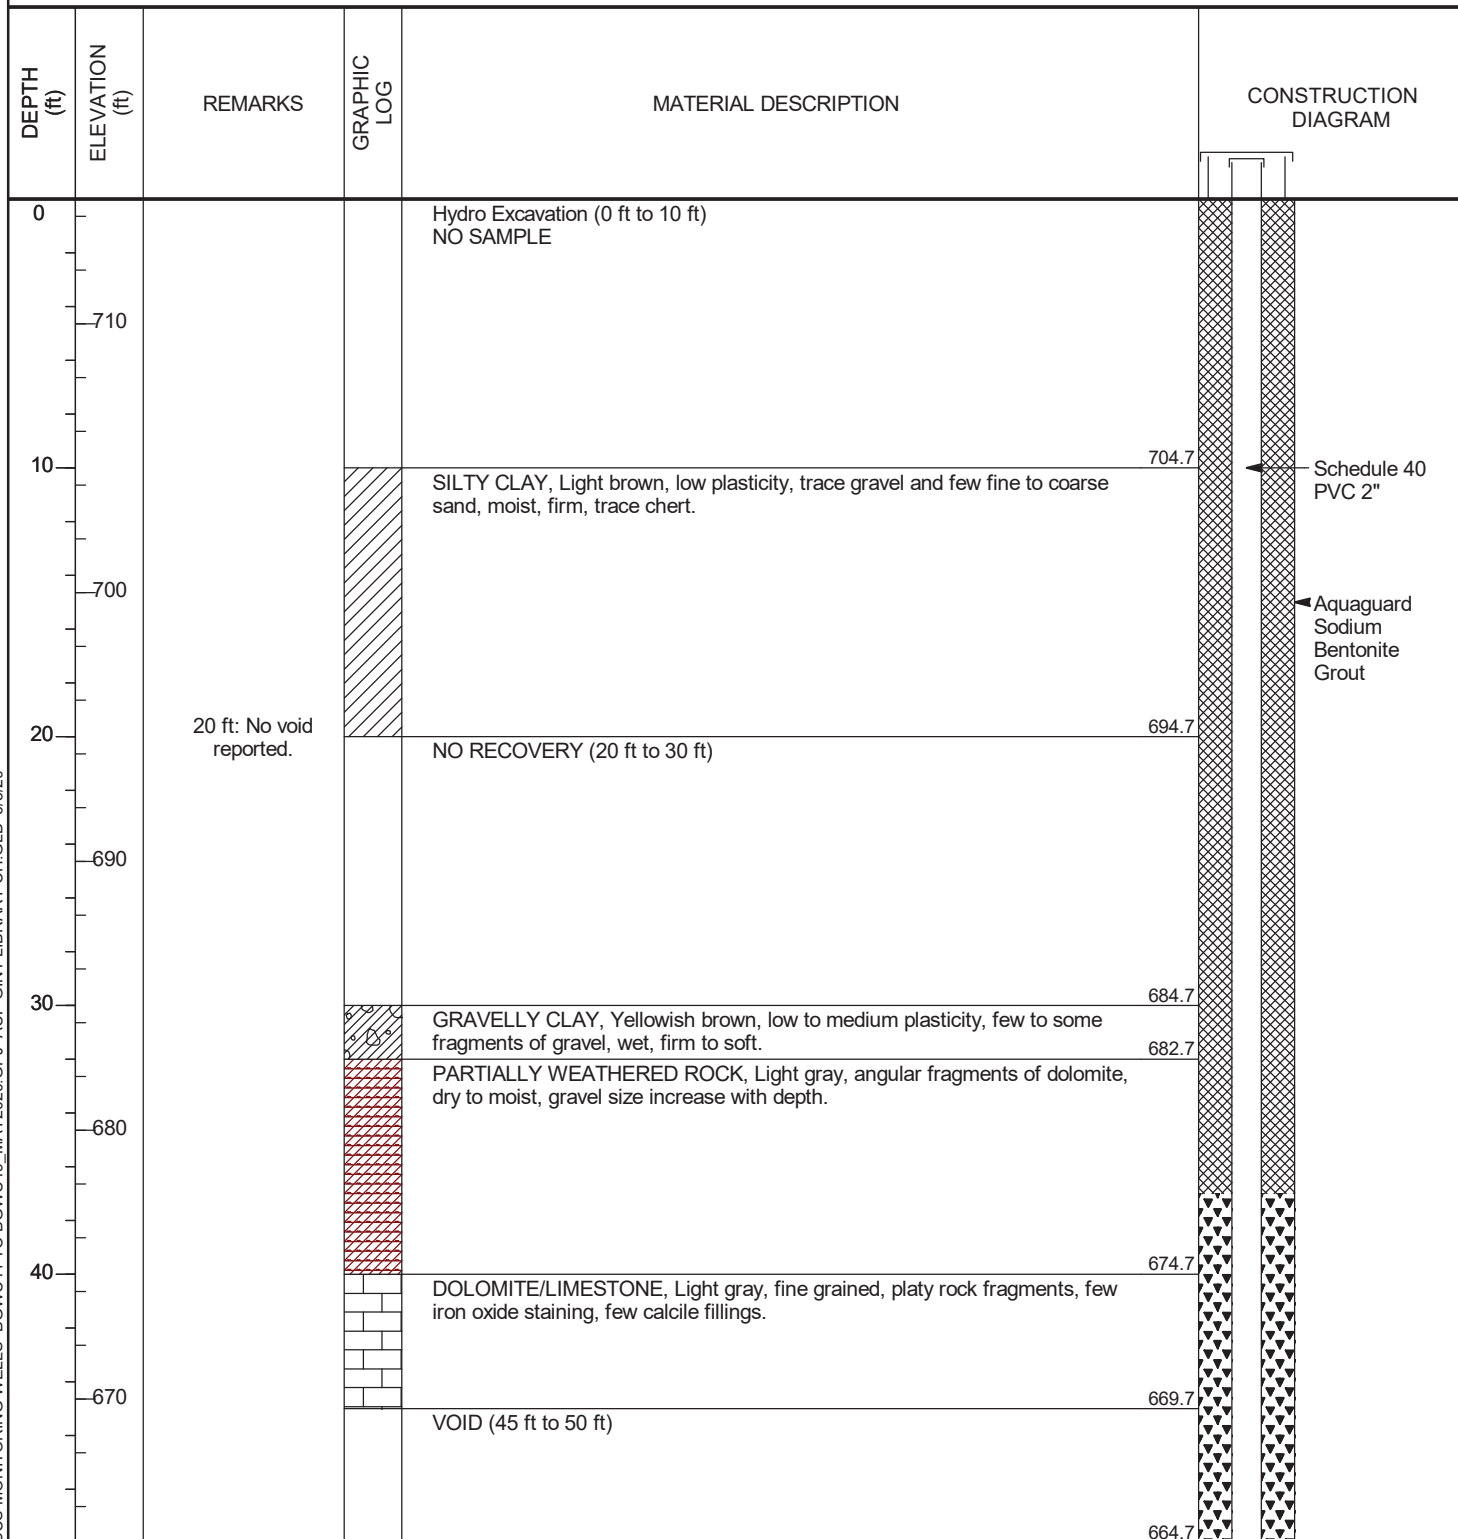 DEPTH
(ft)
ELEVATION
(ft)
REMARKS
GRAPHIC
LOG
MATERIAL DESCRIPTION
CONSTRUCTION
DIAGRAM
0
Hydro Excavation (0 ft to 10 ft)
NO SAMPLE
710
704.7
10
SILTY CLAY, Light brown, low plasticity, trace gravel and few fine to coarse
sand, moist, firm, trace chert.
Schedule 40
PVC 2"
700
Aquaguard
Sodium
Bentonite
Grout
20 ft: No void
reported.
694.7
20
NO RECOVERY (20 ft to 30 ft)
690
684.7
30
GRAVELLY CLAY, Yellowish brown, low to medium plasticity, few to some
fragments of gravel, wet, firm to soft.
682.7
PARTIALLY WEATHERED ROCK, Light gray, angular fragments of dolomite,
dry to moist, gravel size increase with depth.
680
674.7
40
DOLOMITE/LIMESTONE, Light gray, fine grained, platy rock fragments, few
iron oxide staining, few calcile fillings.
670
669.7
VOID (45 ft to 50 ft)
664.7